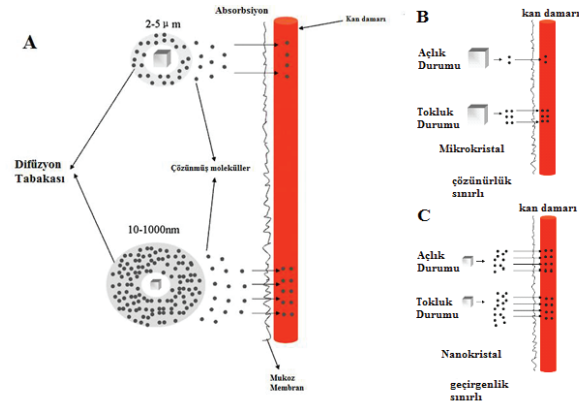 A
Absorbsiyon
2-5 μm
Kan damarı
Difüzyon
Tabakası
Çözünmüş moleküller
10-1000nm
Mukoz
Membran
B
kan damarı
Açlık
Durumu
Tokluk
Durumu
Mikrokristal
çözünürlük
sınırlı
C
kan damarı
Açlık
Durumu
Tokluk
Durumu
Nanokristal
geçirgenlik
sınırlı